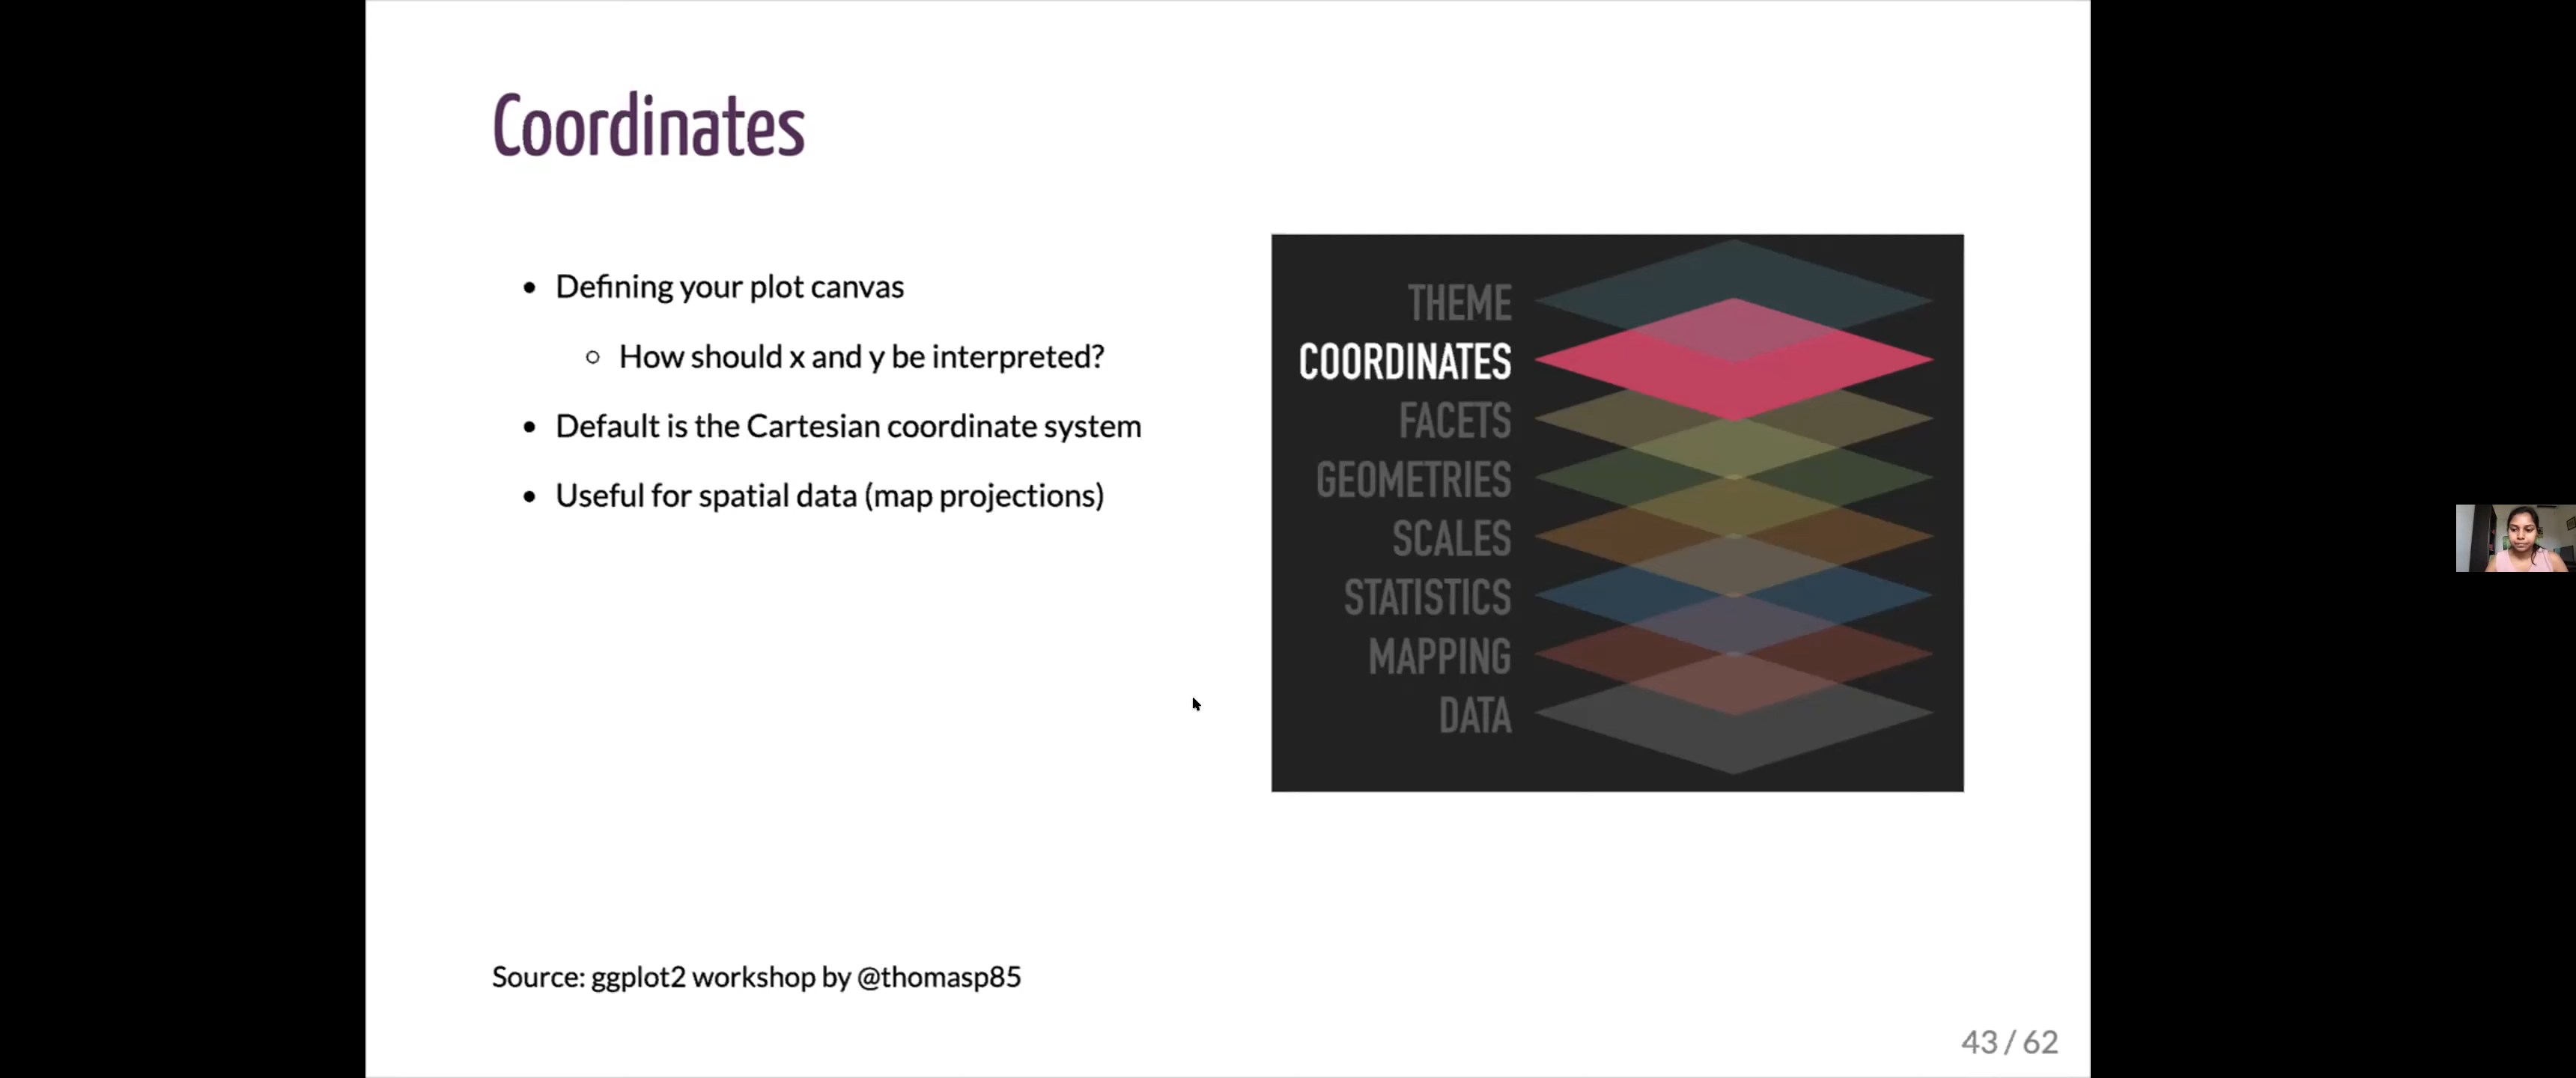 Coordinates
Defining your plot canvas
How should x and y be interpreted?
Default is the Cartesian coordinate system
Useful for spatial data (map projections)
THEME
COORDINATES
FACETS
GEOMETRIES
SCALES
STATISTICS
MAPPING
DATA
Source: ggplot2 workshop by @thomasp85
43 / 62